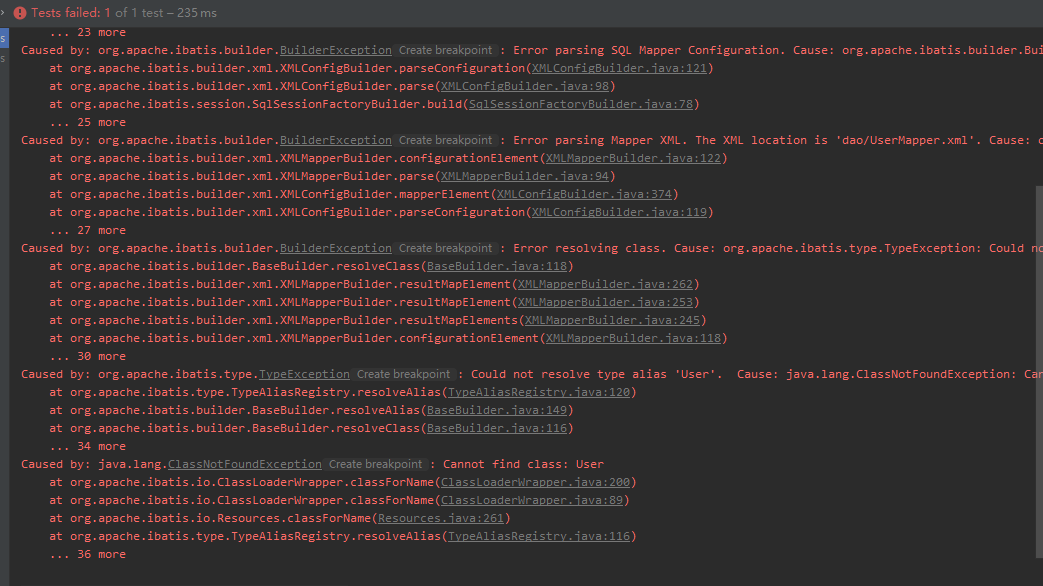 Tests failed: 1 of 1 test – 235 ms
... 23 more
Caused by: org.apache.ibatis.builder.BuilderException Create breakpoint : Error parsing SQL Mapper Configuration. Cause: org.apache.ibatis.builder.Bui
at org.apache.ibatis.builder.xml.XMLConfigBuilder.parseConfiguration(XMLConfigBuilder.java:121)
at org.apache.ibatis.builder.xml.XMLConfigBuilder.parse(XMLConfigBuilder.java:98)
at org.apache.ibatis.session.SqlSessionFactoryBuilder.build(SqlSessionFactoryBuilder.java:78)
... 25 more
Caused by: org.apache.ibatis.builder.BuilderException Create breakpoint : Error parsing Mapper XML. The XML location is 'dao/UserMapper.xml'. Cause: o
at org.apache.ibatis.builder.xml.XMLMapperBuilder.configurationElement(XMLMapperBuilder.java:122)
at org.apache.ibatis.builder.xml.XMLMapperBuilder.parse(XMLMapperBuilder.java:94)
at org.apache.ibatis.builder.xml.XMLConfigBuilder.mapperElement(XMLConfigBuilder.java:374)
at org.apache.ibatis.builder.xml.XMLConfigBuilder.parseConfiguration(XMLConfigBuilder.java:119)
... 27 more
Caused by: org.apache.ibatis.builder.BuilderException Create breakpoint : Error resolving class. Cause: org.apache.ibatis.type.TypeException: Could no
at org.apache.ibatis.builder.BaseBuilder.resolveClass(BaseBuilder.java:118)
at org.apache.ibatis.builder.xml.XMLMapperBuilder.resultMapElement(XMLMapperBuilder.java:262)
at org.apache.ibatis.builder.xml.XMLMapperBuilder.resultMapElement(XMLMapperBuilder.java:253)
at org.apache.ibatis.builder.xml.XMLMapperBuilder.resultMapElements(XMLMapperBuilder.java:245)
at org.apache.ibatis.builder.xml.XMLMapperBuilder.configurationElement(XMLMapperBuilder.java:118)
... 30 more
Caused by: org.apache.ibatis.type.TypeException Create breakpoint : Could not resolve type alias 'User'.  Cause: java.lang.ClassNotFoundException: Can
at org.apache.ibatis.type.TypeAliasRegistry.resolveAlias(TypeAliasRegistry.java:120)
at org.apache.ibatis.builder.BaseBuilder.resolveAlias(BaseBuilder.java:149)
at org.apache.ibatis.builder.BaseBuilder.resolveClass(BaseBuilder.java:116)
... 34 more
Caused by: java.lang.ClassNotFoundException Create breakpoint : Cannot find class: User
at org.apache.ibatis.io.ClassLoaderWrapper.classForName(ClassLoaderWrapper.java:200)
at org.apache.ibatis.io.ClassLoaderWrapper.classForName(ClassLoaderWrapper.java:89)
at org.apache.ibatis.io.Resources.classForName(Resources.java:261)
at org.apache.ibatis.type.TypeAliasRegistry.resolveAlias(TypeAliasRegistry.java:116)
... 36 more